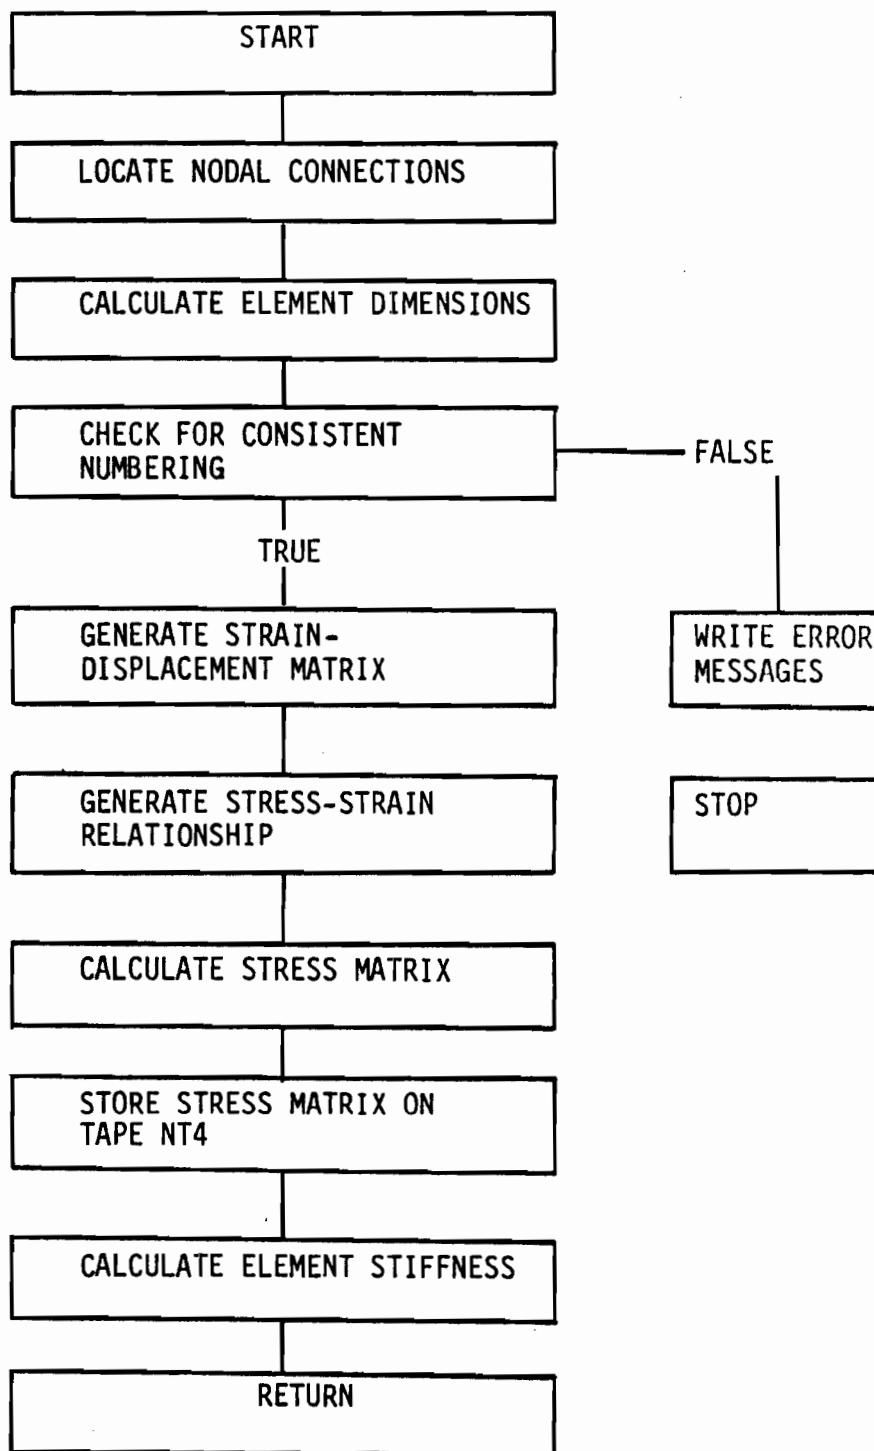 START
LOCATE NODAL CONNECTIONS
CALCULATE ELEMENT DIMENSIONS
CHECK FOR CONSISTENT
NUMBERING
FALSE
TRUE
GENERATE STRAIN-
DISPLACEMENT MATRIX
WRITE ERROR
MESSAGES
GENERATE STRESS-STRAIN
RELATIONSHIP
STOP
CALCULATE STRESS MATRIX
STORE STRESS MATRIX ON
TAPE NT4
CALCULATE ELEMENT STIFFNESS
RETURN